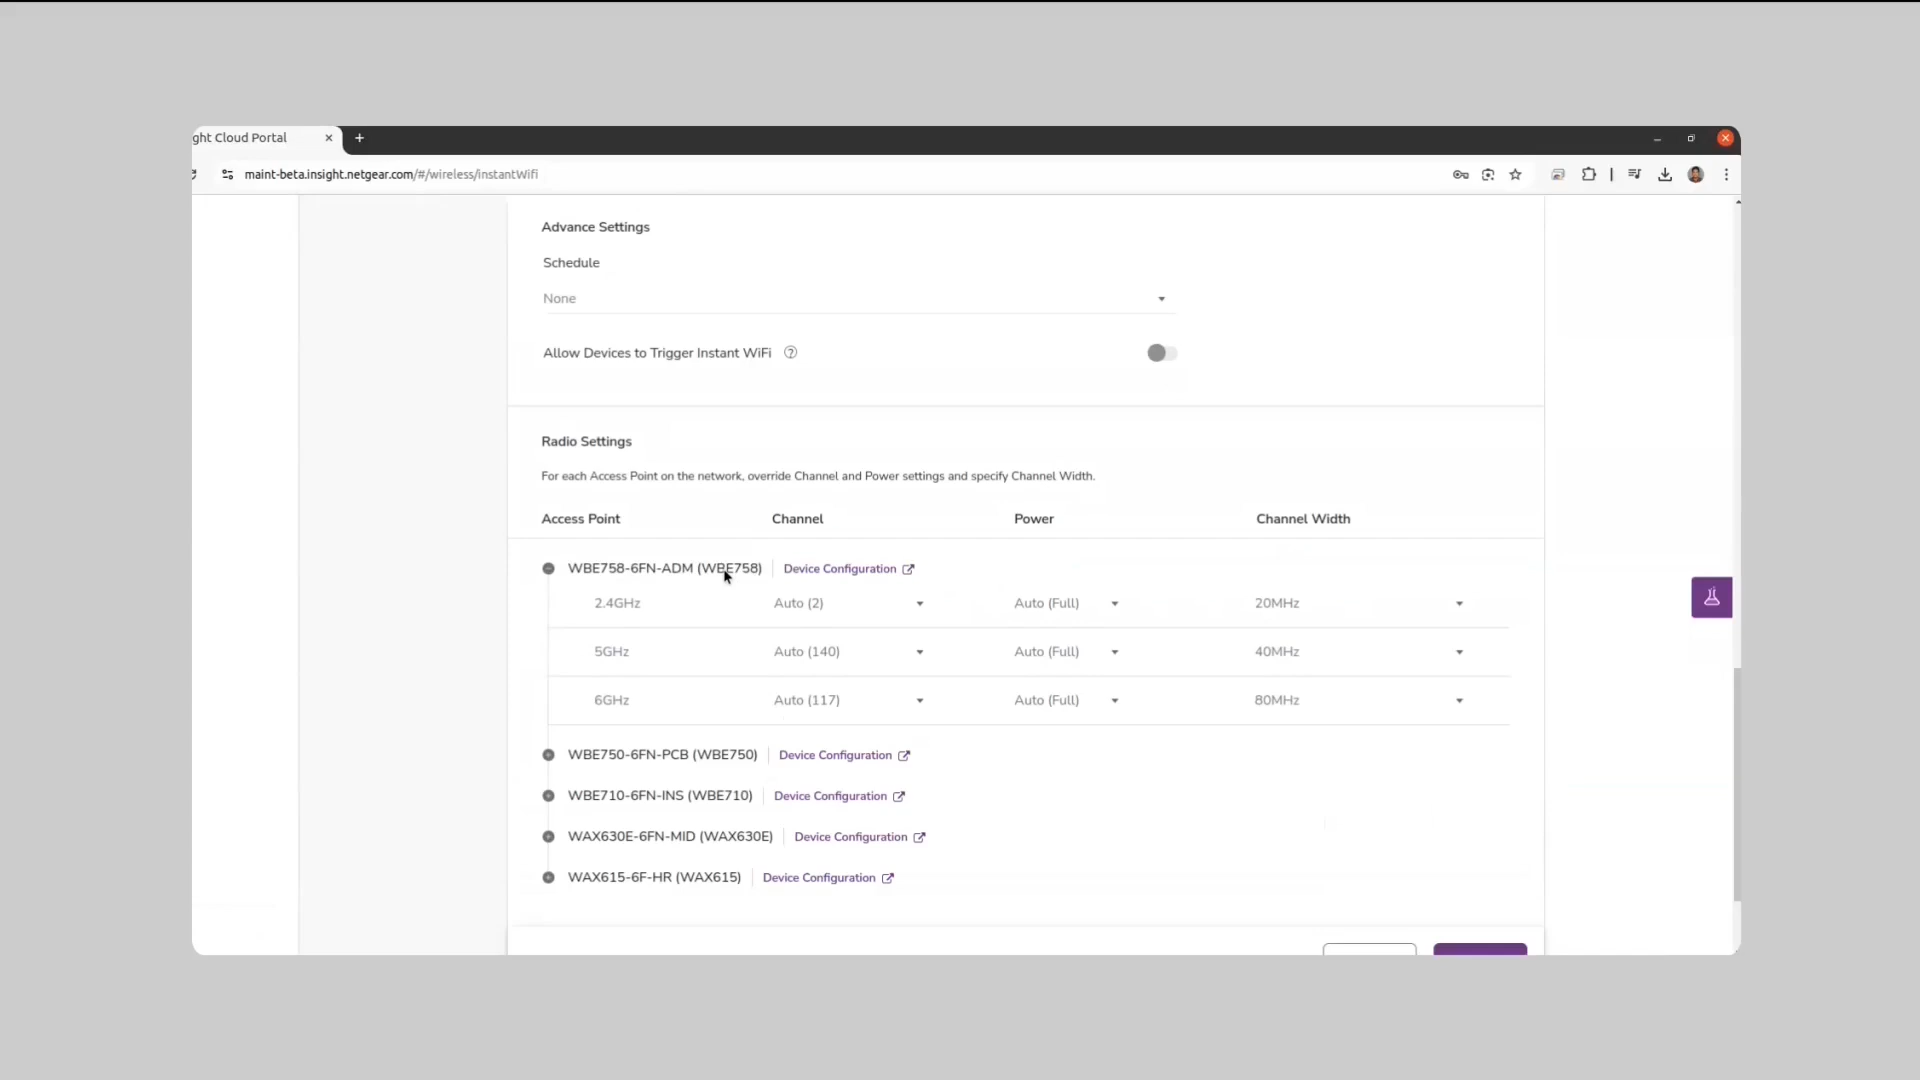 ght Cloud Portal
maint-beta.insight.netgear.com/#/wireless/instantWifi
Advance Settings
Schedule
None
Allow Devices to Trigger Instant WiFi ?
Radio Settings
For each Access Point on the network, override Channel and Power settings and specify Channel Width.
Access Point Channel Power Channel Width
WBE758-6FN-ADM (WBE758) Device Configuration
2.4GHz Auto (2) Auto (Full) 20MHz
5GHz Auto (140) Auto (Full) 40MHz
6GHz Auto (117) Auto (Full) 80MHz
WBE750-6FN-PCB (WBE750) Device Configuration
WBE710-6FN-INS (WBE710) Device Configuration
WAX630E-6FN-MID (WAX630E) Device Configuration
WAX615-6F-HR (WAX615) Device Configuration